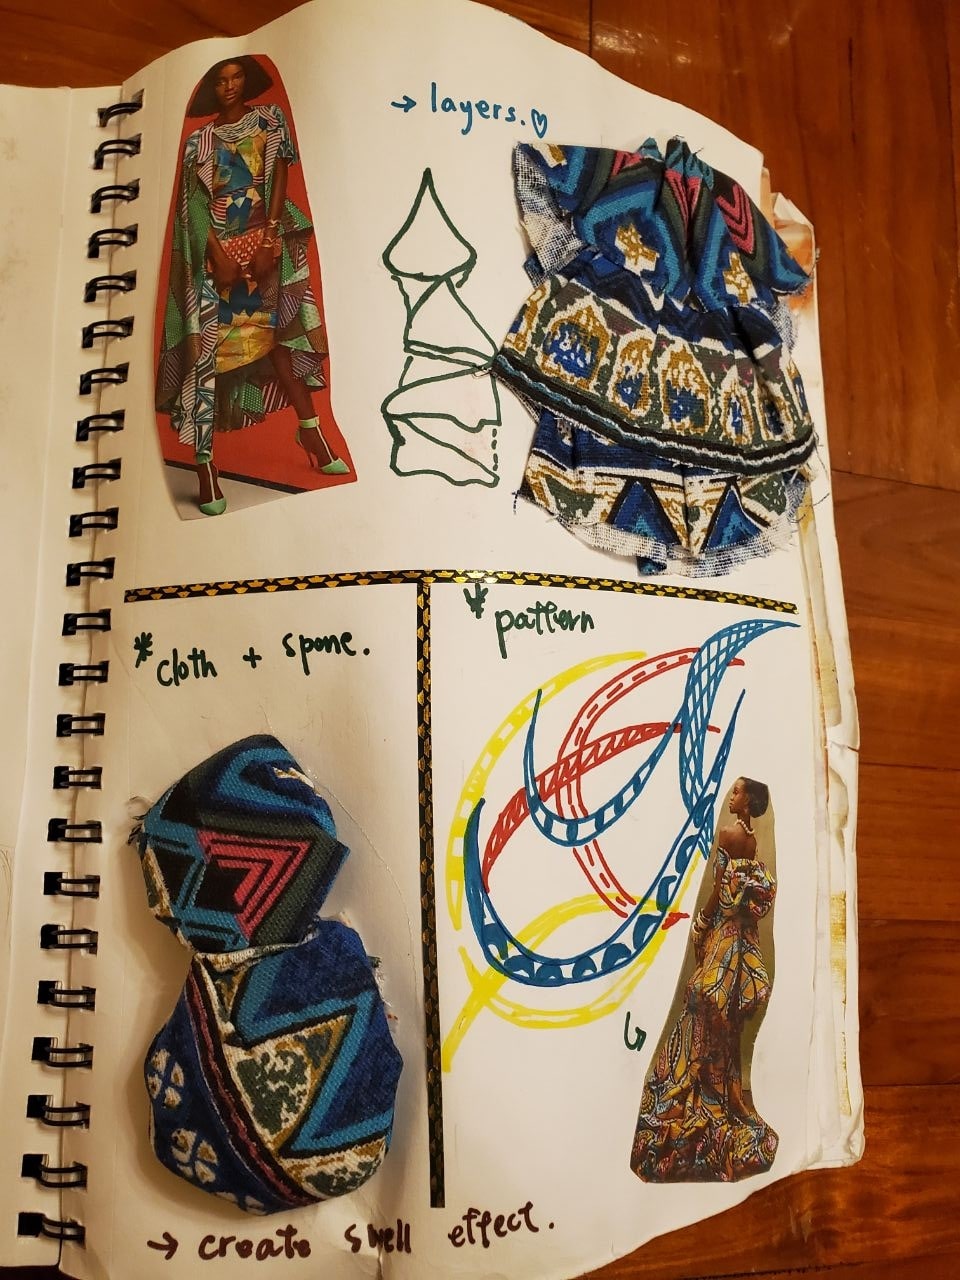 → layers.♡
* cloth + spone.
* pattern
→ create swell effect.